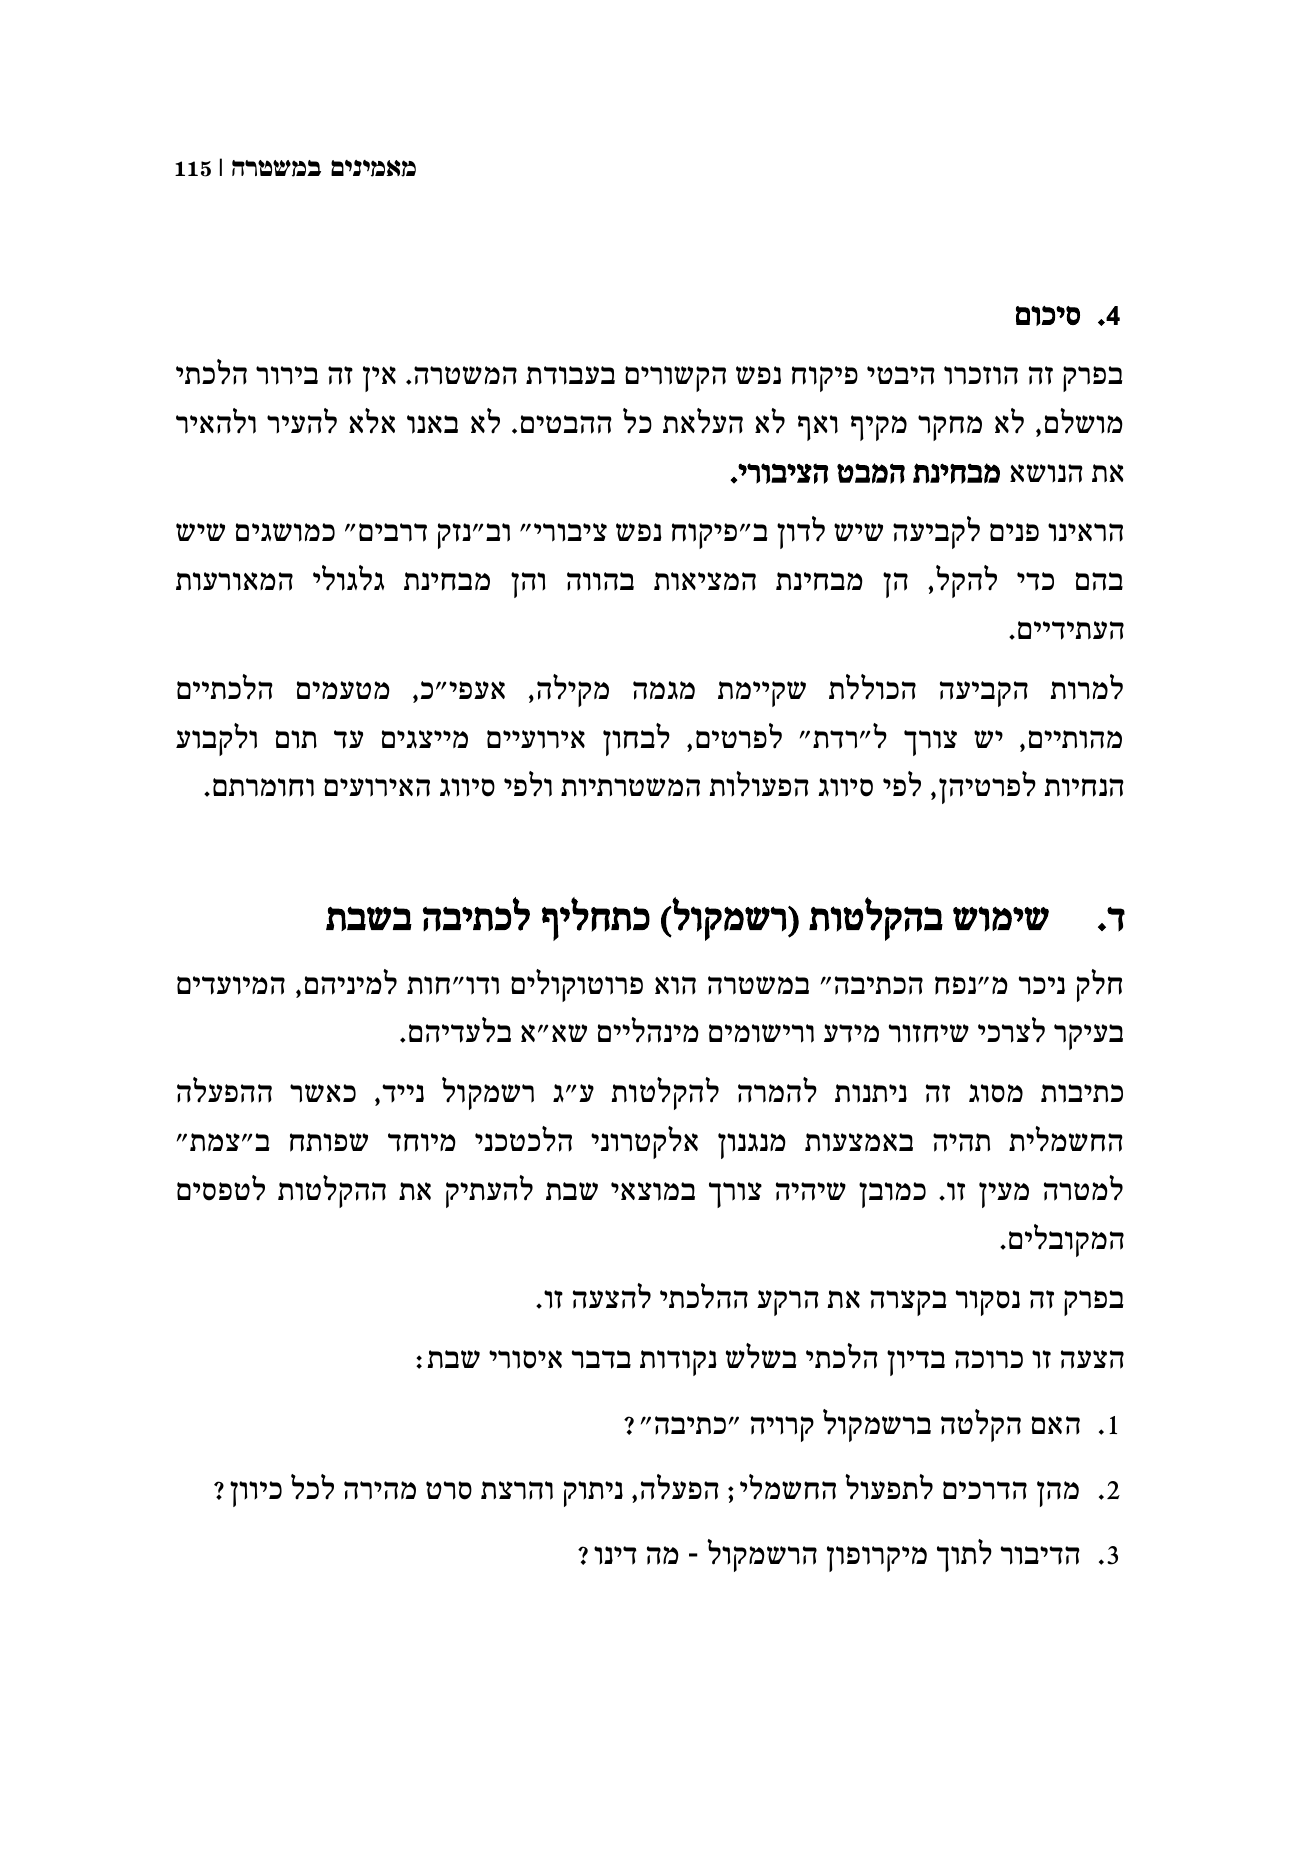 מאמינים במשטרה | 115
4. סיכום
בפרק זה הוזכרו היבטי פיקוח נפש הקשורים בעבודת המשטרה. אין זה בירור הלכתי
מושלם, לא מחקר מקיף ואף לא העלאת כל ההבטים. לא באנו אלא להעיר ולהאיר
את הנושא מבחינת המבט הציבורי.
הראינו פנים לקביעה שיש לדון ב״פיקוח נפש ציבורי״ וב״נזק דרבים״ כמושגים שיש
בהם כדי להקל, הן מבחינת המציאות בהווה והן מבחינת גלגולי המאורעות
העתידיים.
למרות הקביעה הכוללת שקיימת מגמה מקילה, אעפי״כ, מטעמים הלכתיים
מהותיים, יש צורך ל״רדת״ לפרטים, לבחון אירועיים מייצגים עד תום ולקבוע
הנחיות לפרטיהן, לפי סיווג הפעולות המשטרתיות ולפי סיווג האירועים וחומרתם.
ד. שימוש בהקלטות (רשמקול) כתחליף לכתיבה בשבת
חלק ניכר מ״נפח הכתיבה״ במשטרה הוא פרוטוקולים ודו״חות למיניהם, המיועדים
בעיקר לצרכי שיחזור מידע ורישומים מינהליים שא״א בלעדיהם.
כתיבות מסוג זה ניתנות להמרה להקלטות ע״ג רשמקול נייד, כאשר ההפעלה
החשמלית תהיה באמצעות מנגנון אלקטרוני הלכטכני מיוחד שפותח ב״צמת״
למטרה מעין זו. כמובן שיהיה צורך במוצאי שבת להעתיק את ההקלטות לטפסים
המקובלים.
בפרק זה נסקור בקצרה את הרקע ההלכתי להצעה זו.
הצעה זו כרוכה בדיון הלכתי בשלש נקודות בדבר איסורי שבת:
1. האם הקלטה ברשמקול קרויה ״כתיבה״?
2. מהן הדרכים לתפעול החשמלי; הפעלה, ניתוק והרצת סרט מהירה לכל כיוון?
3. הדיבור לתוך מיקרופון הרשמקול - מה דינו?